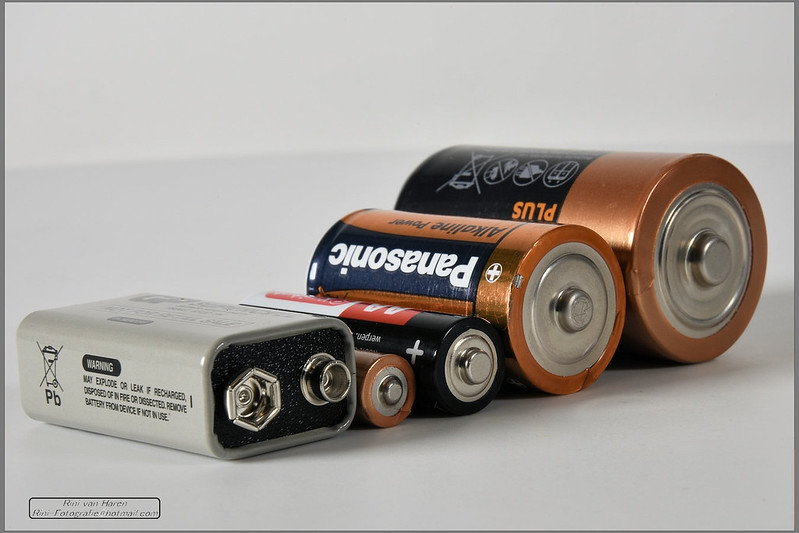 PLUS
Alkaline Power
Panasonic
+
werpen.
+
WARNING
MAY EXPLODE OR LEAK IF RECHARGED,
DISPOSED OF IN FIRE OR DISSECTED. REMOVE
BATTERY FROM DEVICE IF NOT IN USE.
Pb
Rini van Haren
Rini-Fotografie@hotmail.com